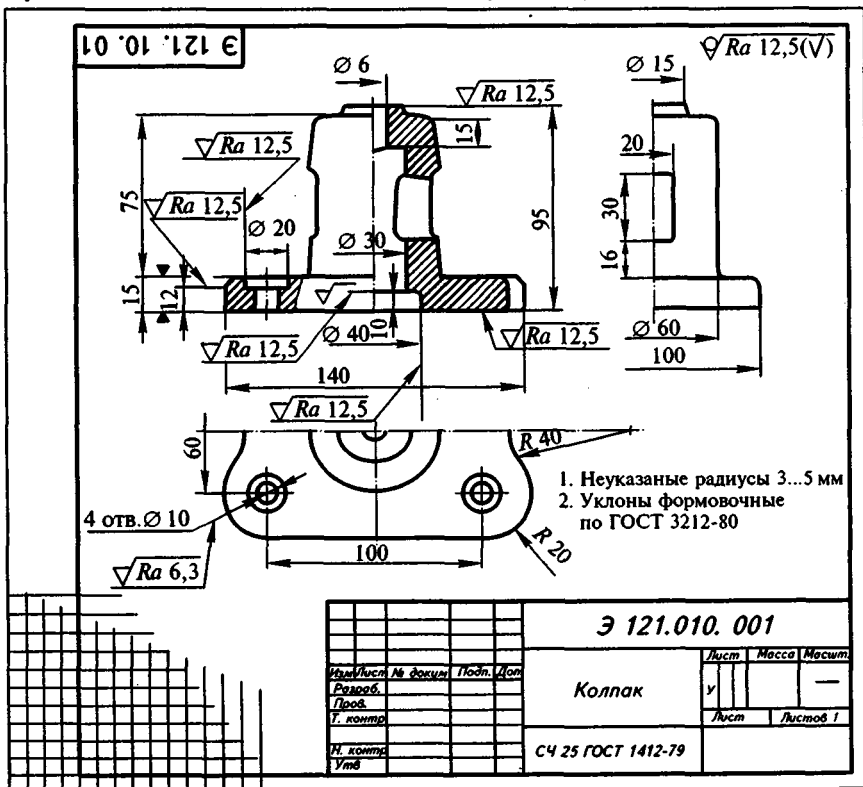 Э 121. 10. 01
Ra 12,5(√)
Ø 6
Ø 15
Ra 12,5
15
Ra 12,5
20
75
Ra 12,5
95
30
Ø 20
Ø 30
16
15
12
10
Ra 12,5
Ø 40
Ra 12,5
Ø 60
140
100
Ra 12,5
60
R 40
1. Неуказаные радиусы 3...5 мм
2. Уклоны формовочные
по ГОСТ 3212-80
4 отв. Ø 10
100
R 20
Ra 6,3
Э 121.010. 001
Изм Лист № докум Подп. Доп
Лист Масса Масшт.
Разраб.
Колпак
У
—
Пров.
Т. контр
Лист Листов 1
Н. контр
СЧ 25 ГОСТ 1412-79
Утв